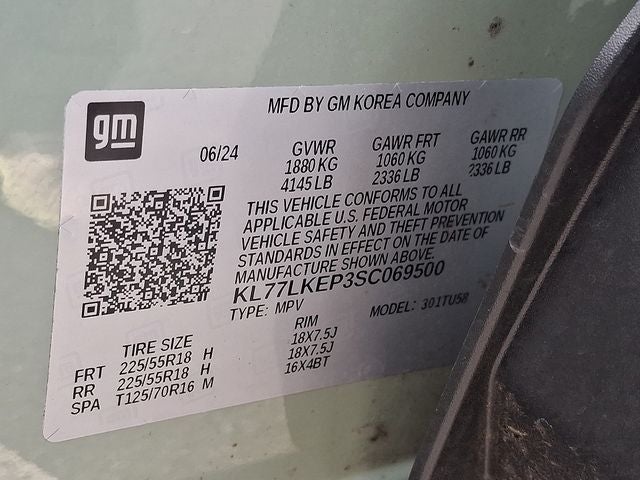 gm
MFD BY GM KOREA COMPANY
06/24
GVWR GAWR FRT GAWR RR
1880 KG 1060 KG 1060 KG
4145 LB 2336 LB 2336 LB
THIS VEHICLE CONFORMS TO ALL
APPLICABLE U.S. FEDERAL MOTOR
VEHICLE SAFETY AND THEFT PREVENTION
STANDARDS IN EFFECT ON THE DATE OF
MANUFACTURE SHOWN ABOVE.
KL77LKEP3SC069500
TYPE: MPV MODEL: 301TU58
TIRE SIZE RIM
FRT 225/55R18 H 18X7.5J
RR 225/55R18 H 18X7.5J
SPA T125/70R16 M 16X4BT